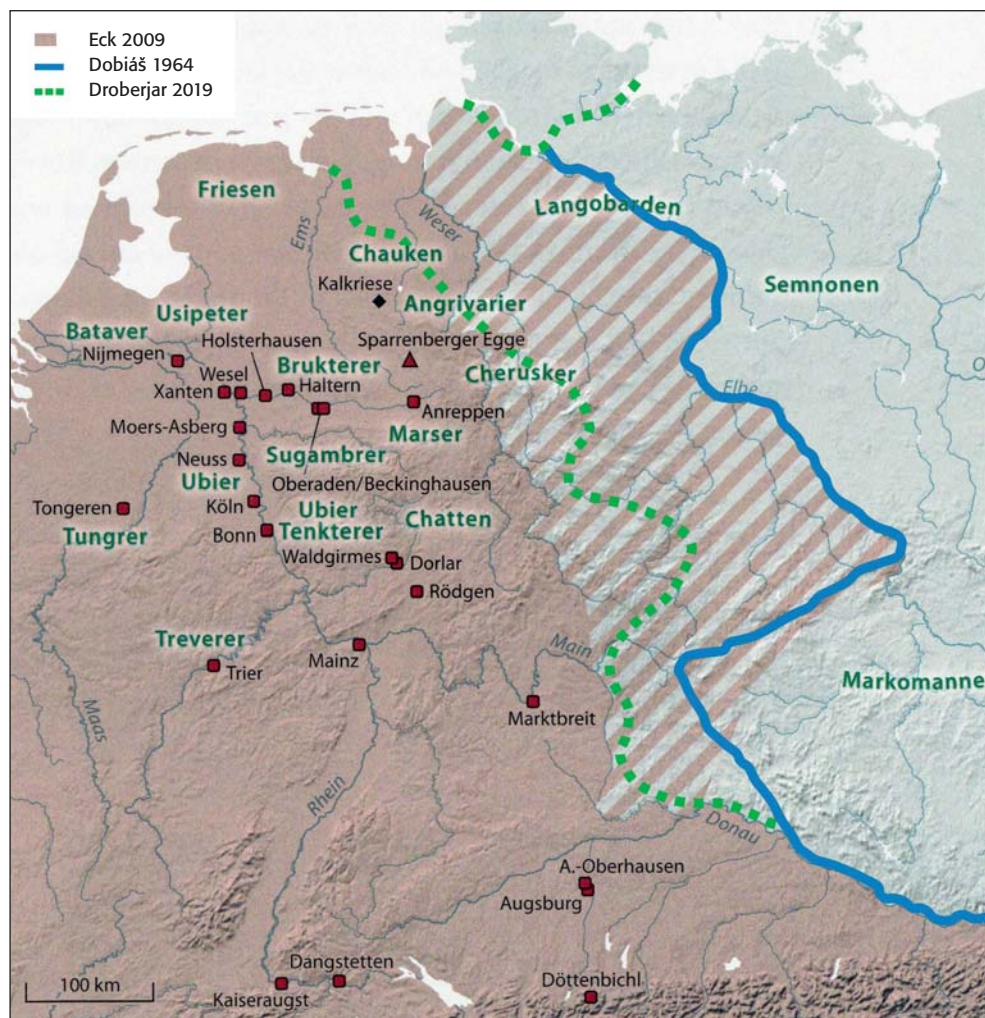 Eck 2009
Dobiáš 1964
Droberjar 2019
Friesen
Ems
Weser
Langobarden
Chauken
Kalkriese
Semnonen
Angrivarier
Usipeter
Bataver
Holsterhausen
Sparrenberger Egge
Nijmegen
Brukterer
Cherusker
Wesel
Haltern
Elbe
O
Xanten
Anreppen
Moers-Asberg
Marser
Sugambrer
Neuss
Ubier
Oberaden/Beckinghausen
Köln
Ubier
Tongeren
Tenkterer
Chatten
Tungrer
Bonn
Waldgirmes
Dorlar
Rödgen
Treverer
Mainz
Main
Trier
Markomanne
Maas
Marktbreit
Rhein
Donau
A.-Oberhausen
Augsburg
Dangstetten
100 km
Kaiseraugst
Döttenbichl